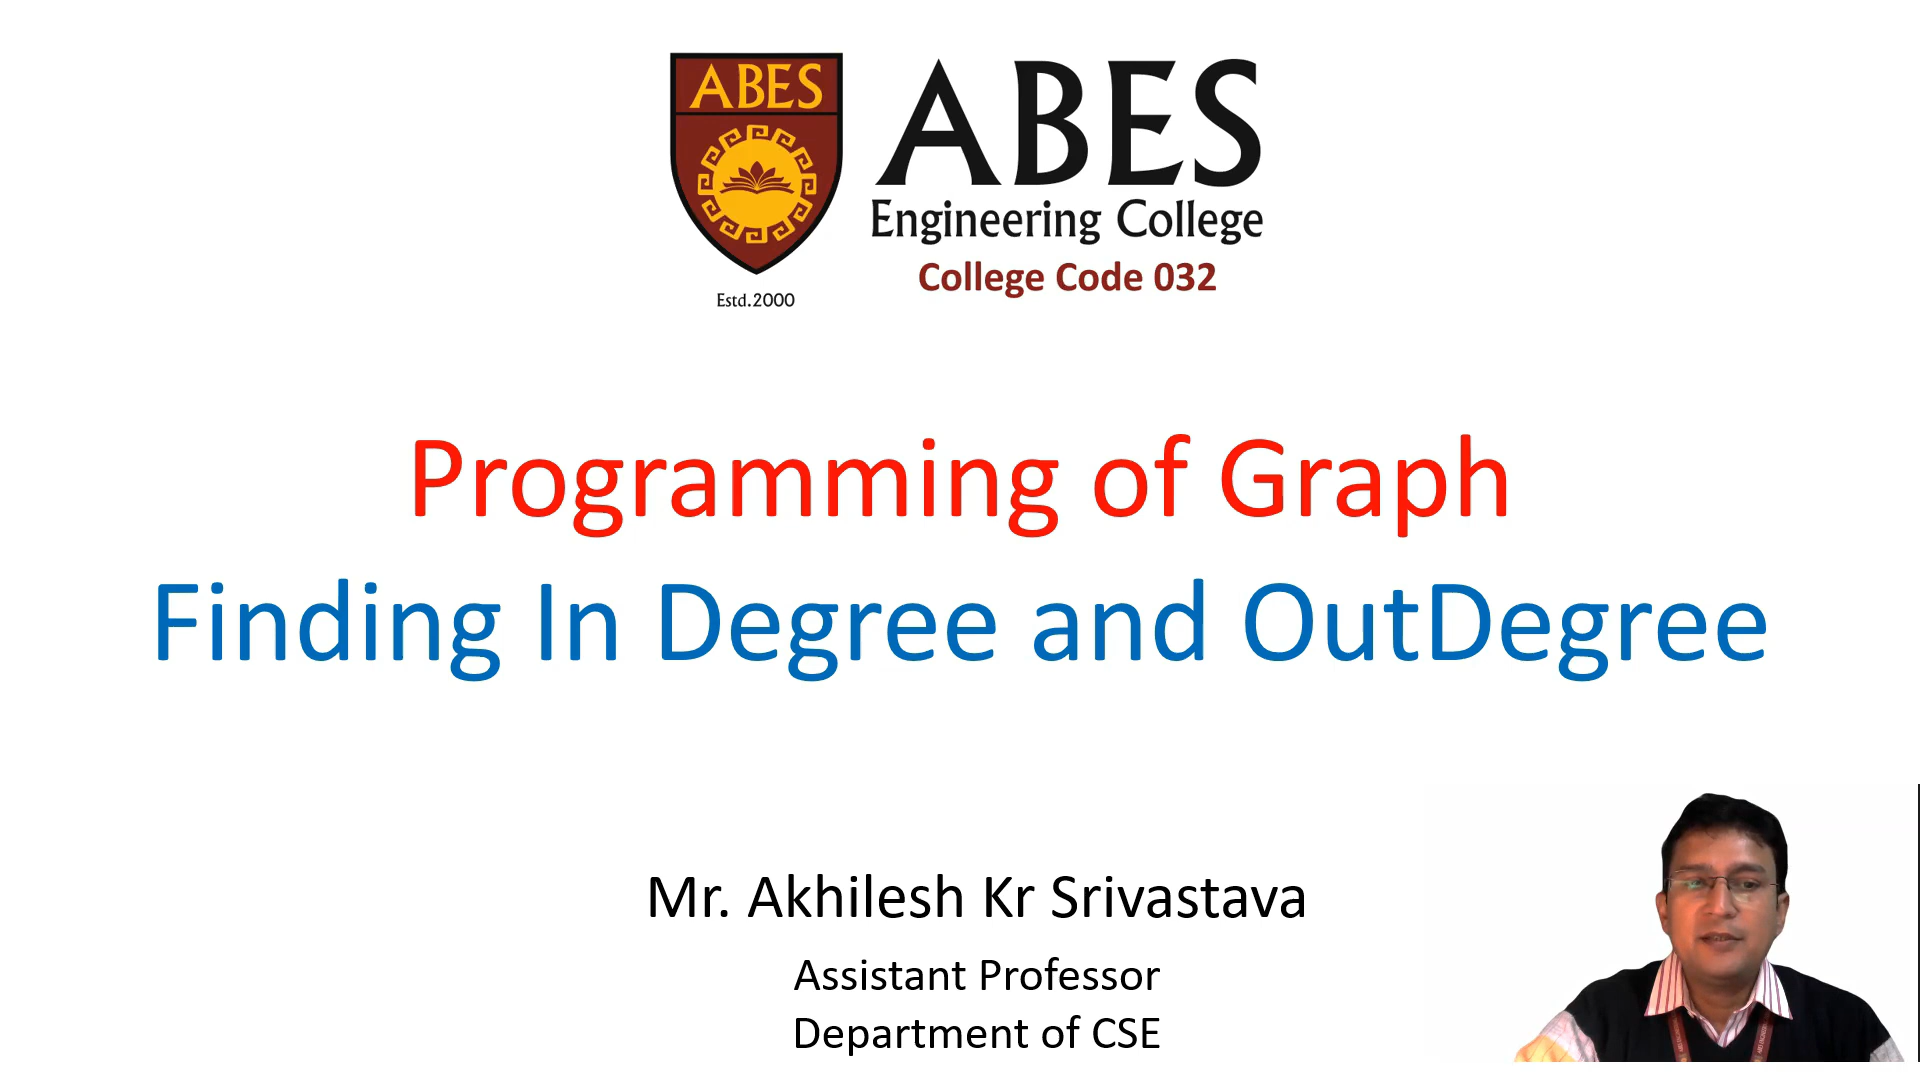 ABES
ABES
Engineering College
College Code 032
Estd.2000
Programming of Graph
Finding In Degree and OutDegree
Mr. Akhilesh Kr Srivastava
Assistant Professor
Department of CSE